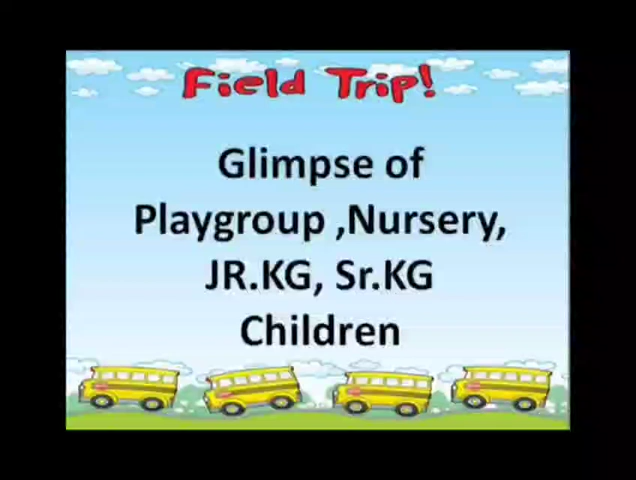 Field Trip!
Glimpse of
Playgroup ,Nursery,
JR.KG, Sr.KG
Children